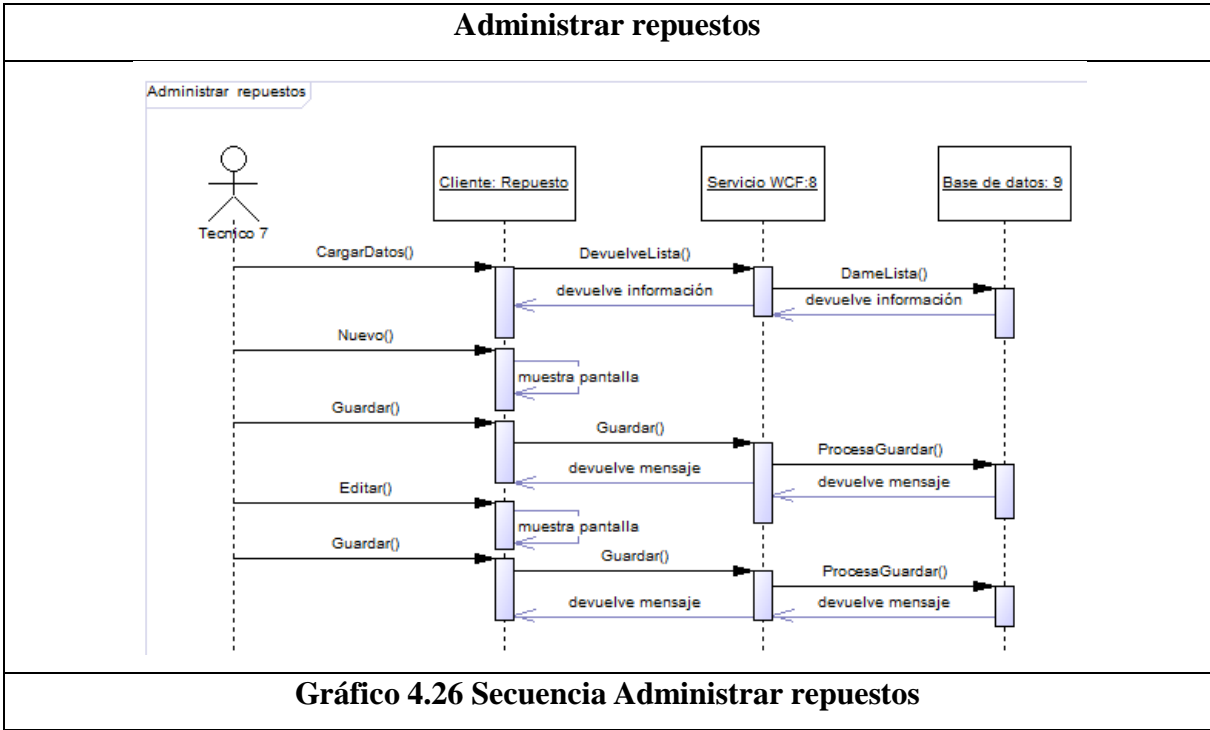 Administrar repuestos
Administrar repuestos
Tecnico 7
Cliente: Repuesto
Servicio WCF:8
Base de datos: 9
CargarDatos()
DevuelveLista()
DameLista()
devuelve información
devuelve información
Nuevo()
muestra pantalla
Guardar()
Guardar()
ProcesaGuardar()
devuelve mensaje
devuelve mensaje
Editar()
muestra pantalla
Guardar()
Guardar()
ProcesaGuardar()
devuelve mensaje
devuelve mensaje
Gráfico 4.26 Secuencia Administrar repuestos